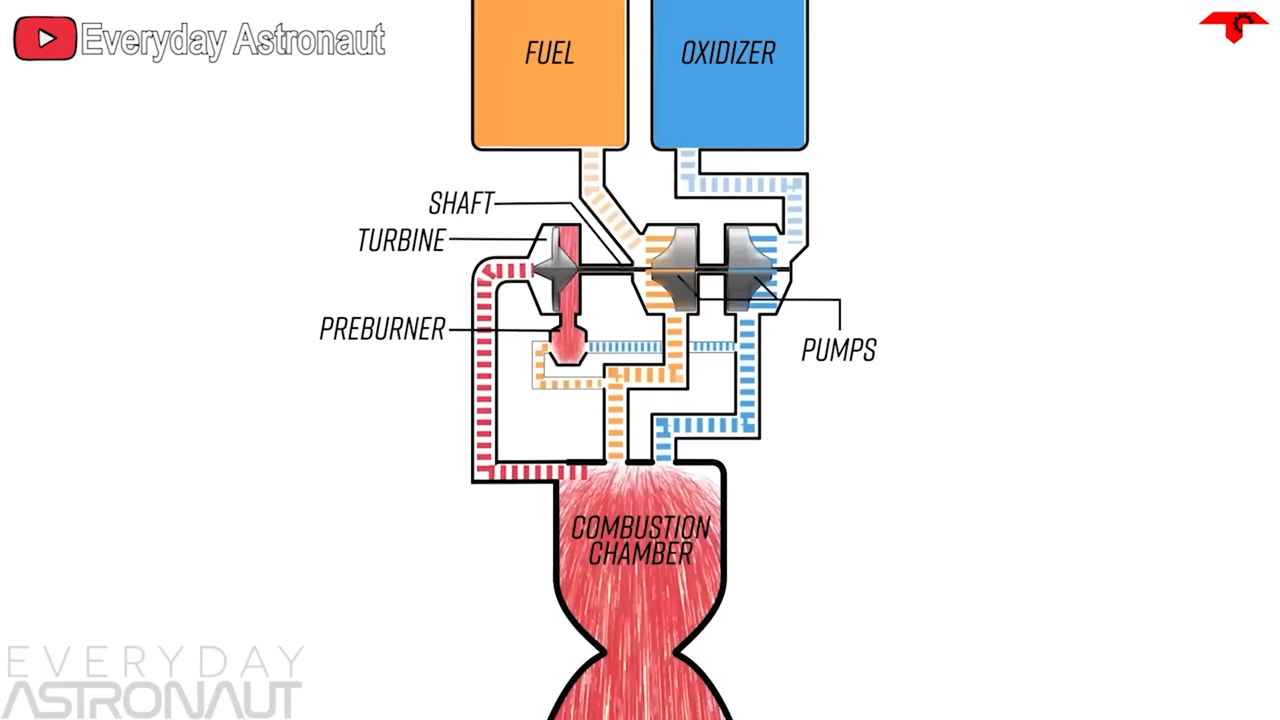 Everyday Astronaut
FUEL
OXIDIZER
SHAFT
TURBINE
PREBURNER
PUMPS
COMBUSTION
CHAMBER
EVERYDAY
ASTRONAUT